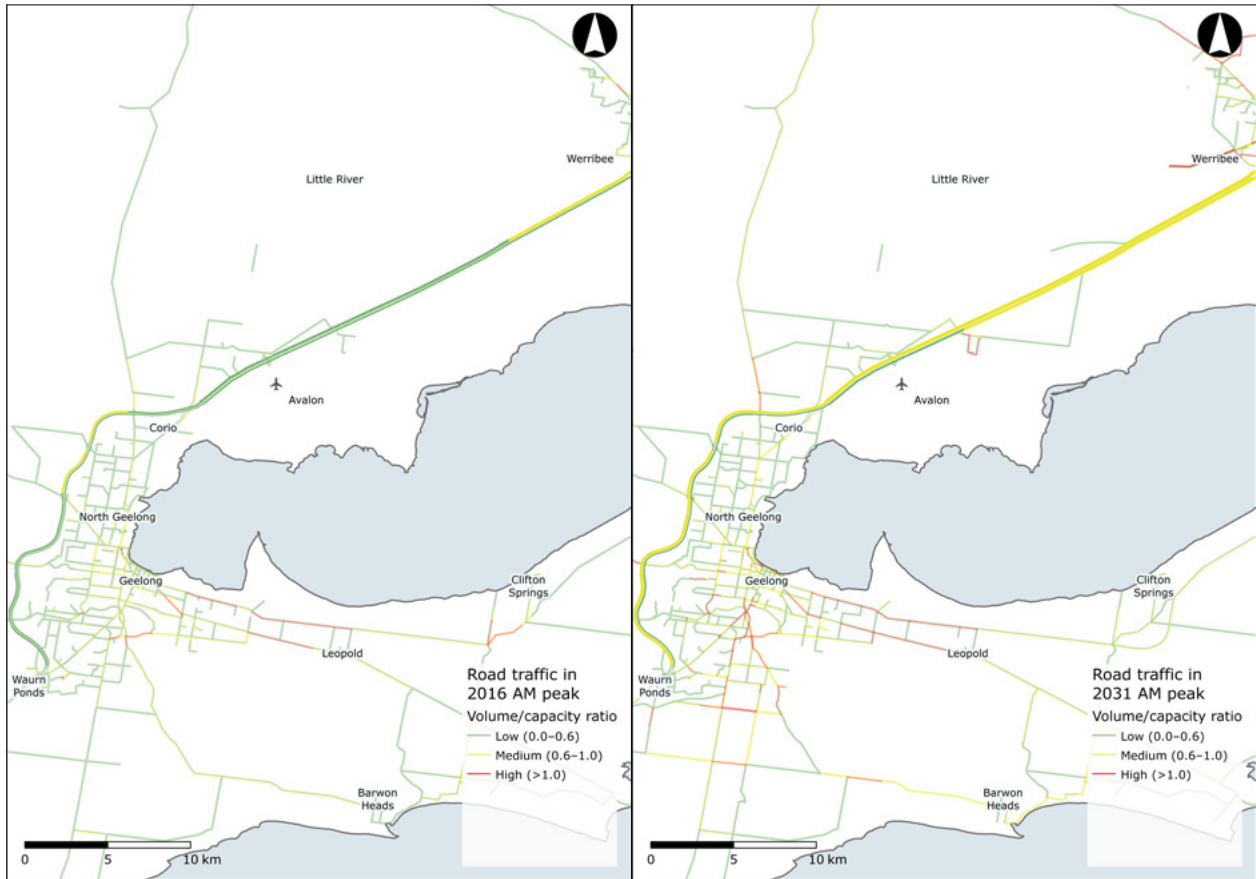 Werribee
Little River
Avalon
Corio
North Geelong
Geelong
Clifton
Springs
Leopold
Waurn
Ponds
Barwon
Heads
Road traffic in
2016 AM peak
Volume/capacity ratio
Low (0.0–0.6)
Medium (0.6–1.0)
High (>1.0)
0 5 10 km
Werribee
Little River
Avalon
Corio
North Geelong
Geelong
Clifton
Springs
Leopold
Waurn
Ponds
Barwon
Heads
Road traffic in
2031 AM peak
Volume/capacity ratio
Low (0.0–0.6)
Medium (0.6–1.0)
High (>1.0)
0 5 10 km